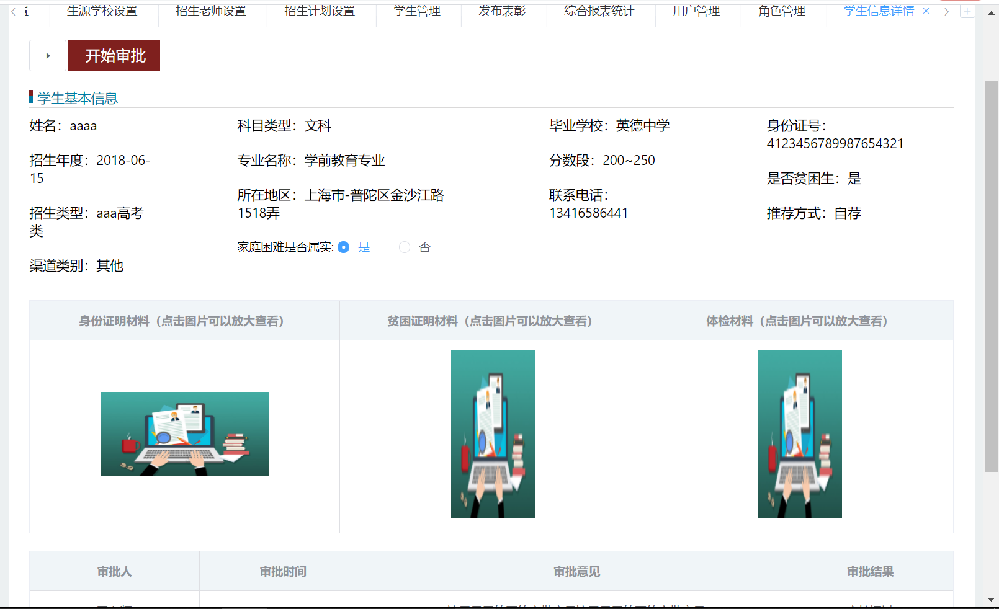 生源学校设置 招生老师设置 招生计划设置 学生管理 发布表彰 综合报表统计 用户管理 角色管理 学生信息详情
开始审批
学生基本信息
姓名：aaaa
招生年度：2018-06-
15
招生类型：aaa高考
类
渠道类别：其他
科目类型：文科
专业名称：学前教育专业
所在地区：上海市-普陀区金沙江路
1518弄
家庭困难是否属实: 是 否
毕业学校：英德中学
分数段：200~250
联系电话：
13416586441
身份证号：
4123456789987654321
是否贫困生：是
推荐方式：自荐
身份证明材料（点击图片可以放大查看） 贫困证明材料（点击图片可以放大查看） 体检材料（点击图片可以放大查看）
审批人 审批时间 审批意见 审批结果